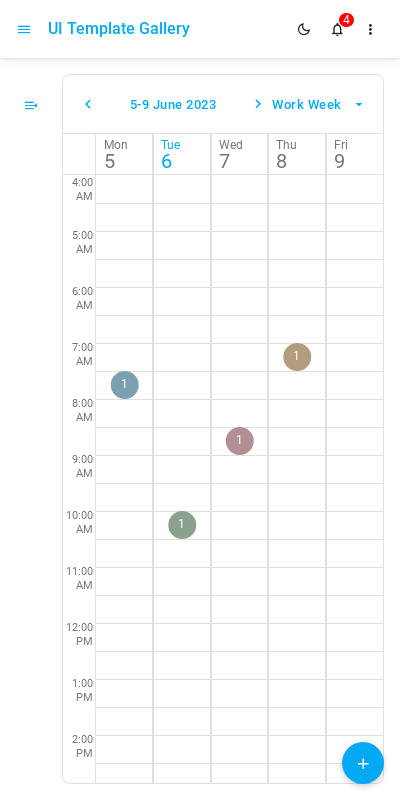 UI Template Gallery
4
5-9 June 2023
Work Week
Mon
5
Tue
6
Wed
7
Thu
8
Fri
9
4:00
AM
5:00
AM
6:00
AM
7:00
AM
1
1
8:00
AM
1
9:00
AM
10:00
AM
1
11:00
AM
12:00
PM
1:00
PM
2:00
PM